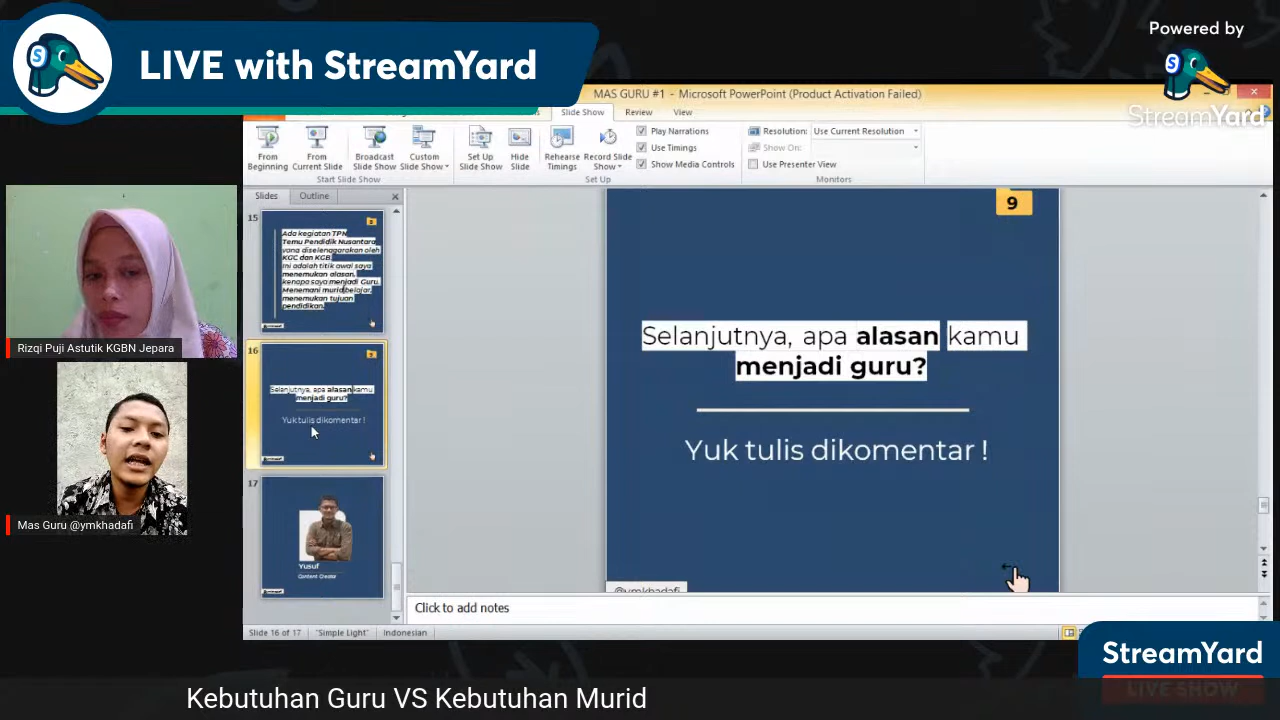 LIVE with StreamYard
Powered by
StreamYard
MAS GURU #1 - Microsoft PowerPoint (Product Activation Failed)
Slide Show
Review
View
From Beginning
From Current Slide
Broadcast Slide Show
Custom Slide Show
Set Up Slide Show
Hide Slide
Rehearse Timings
Record Slide Show
Play Narrations
Use Timings
Show Media Controls
Resolution: Use Current Resolution
Show On:
Use Presenter View
Start Slide Show
Set Up
Monitors
Slides
Outline
15
Ada kegiatan TPN
Temu Pendidik Nusantara
yang diselenggarakan oleh
KGC dan KGB.
Ini adalah titik awal saya
menemukan alasan,
kenapa saya menjadi Guru.
Menemani murid belajar,
menemukan tujuan
pendidikan.
16
Selanjutnya, apa alasan kamu
menjadi guru?
Yuk tulis dikomentar !
17
Yusuf
Content Creator
9
Selanjutnya, apa alasan kamu
menjadi guru?
Yuk tulis dikomentar !
@ymkhadafi
Click to add notes
Slide 16 of 17
"Simple Light"
Indonesian
Rizqi Puji Astutik KGBN Jepara
Mas Guru @ymkhadafi
StreamYard
LIVE SHOW
Kebutuhan Guru VS Kebutuhan Murid